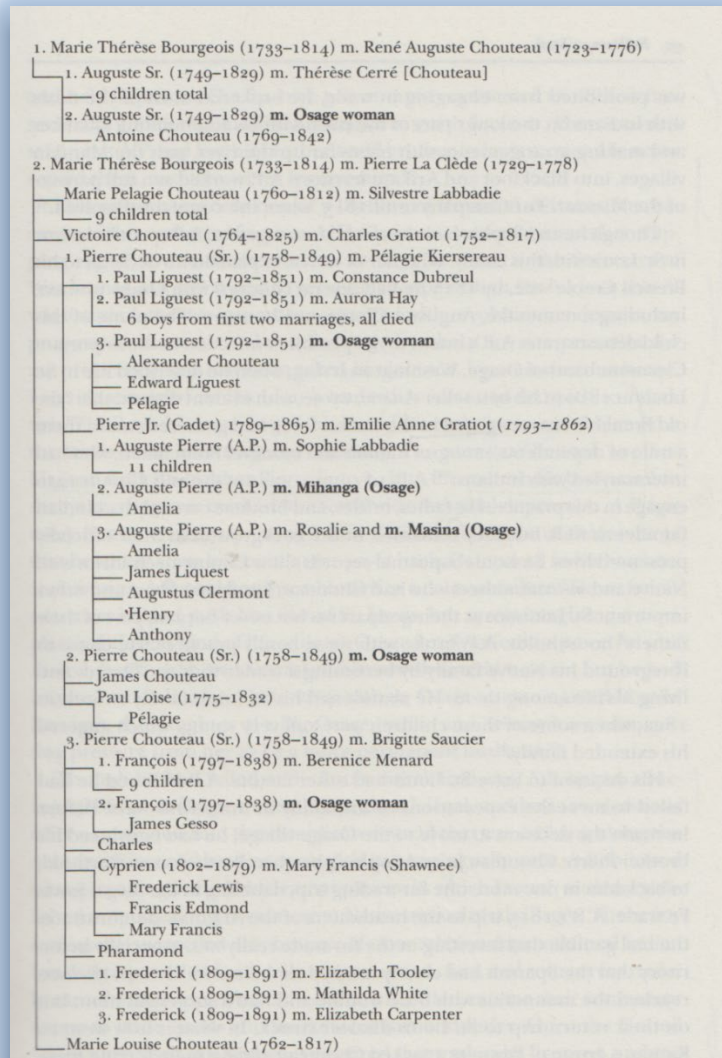 1. Marie Thérèse Bourgeois (1733–1814) m. René Auguste Chouteau (1723–1776)
1. Auguste Sr. (1749–1829) m. Thérèse Cerré [Chouteau]
9 children total
2. Auguste Sr. (1749–1829) m. Osage woman
Antoine Chouteau (1769–1842)
2. Marie Thérèse Bourgeois (1733–1814) m. Pierre La Clède (1729–1778)
Marie Pelagie Chouteau (1760–1812) m. Silvestre Labbadie
9 children total
Victoire Chouteau (1764–1825) m. Charles Gratiot (1752–1817)
1. Pierre Chouteau (Sr.) (1758–1849) m. Pélagie Kiersereau
1. Paul Liguest (1792–1851) m. Constance Dubreul
2. Paul Liguest (1792–1851) m. Aurora Hay
6 boys from first two marriages, all died
3. Paul Liguest (1792–1851) m. Osage woman
Alexander Chouteau
Edward Liguest
Pélagie
Pierre Jr. (Cadet) 1789–1865) m. Emilie Anne Gratiot (1793–1862)
1. Auguste Pierre (A.P.) m. Sophie Labbadie
11 children
2. Auguste Pierre (A.P.) m. Mihanga (Osage)
Amelia
3. Auguste Pierre (A.P.) m. Rosalie and m. Masina (Osage)
Amelia
James Liquest
Augustus Clermont
Henry
Anthony
2. Pierre Chouteau (Sr.) (1758–1849) m. Osage woman
James Chouteau
Paul Loise (1775–1832)
Pélagie
3. Pierre Chouteau (Sr.) (1758–1849) m. Brigitte Saucier
1. François (1797–1838) m. Berenice Menard
9 children
2. François (1797–1838) m. Osage woman
James Gesso
Charles
Cyprien (1802–1879) m. Mary Francis (Shawnee)
Frederick Lewis
Francis Edmond
Mary Francis
Pharamond
1. Frederick (1809–1891) m. Elizabeth Tooley
2. Frederick (1809–1891) m. Mathilda White
3. Frederick (1809–1891) m. Elizabeth Carpenter
Marie Louise Chouteau (1762–1817)